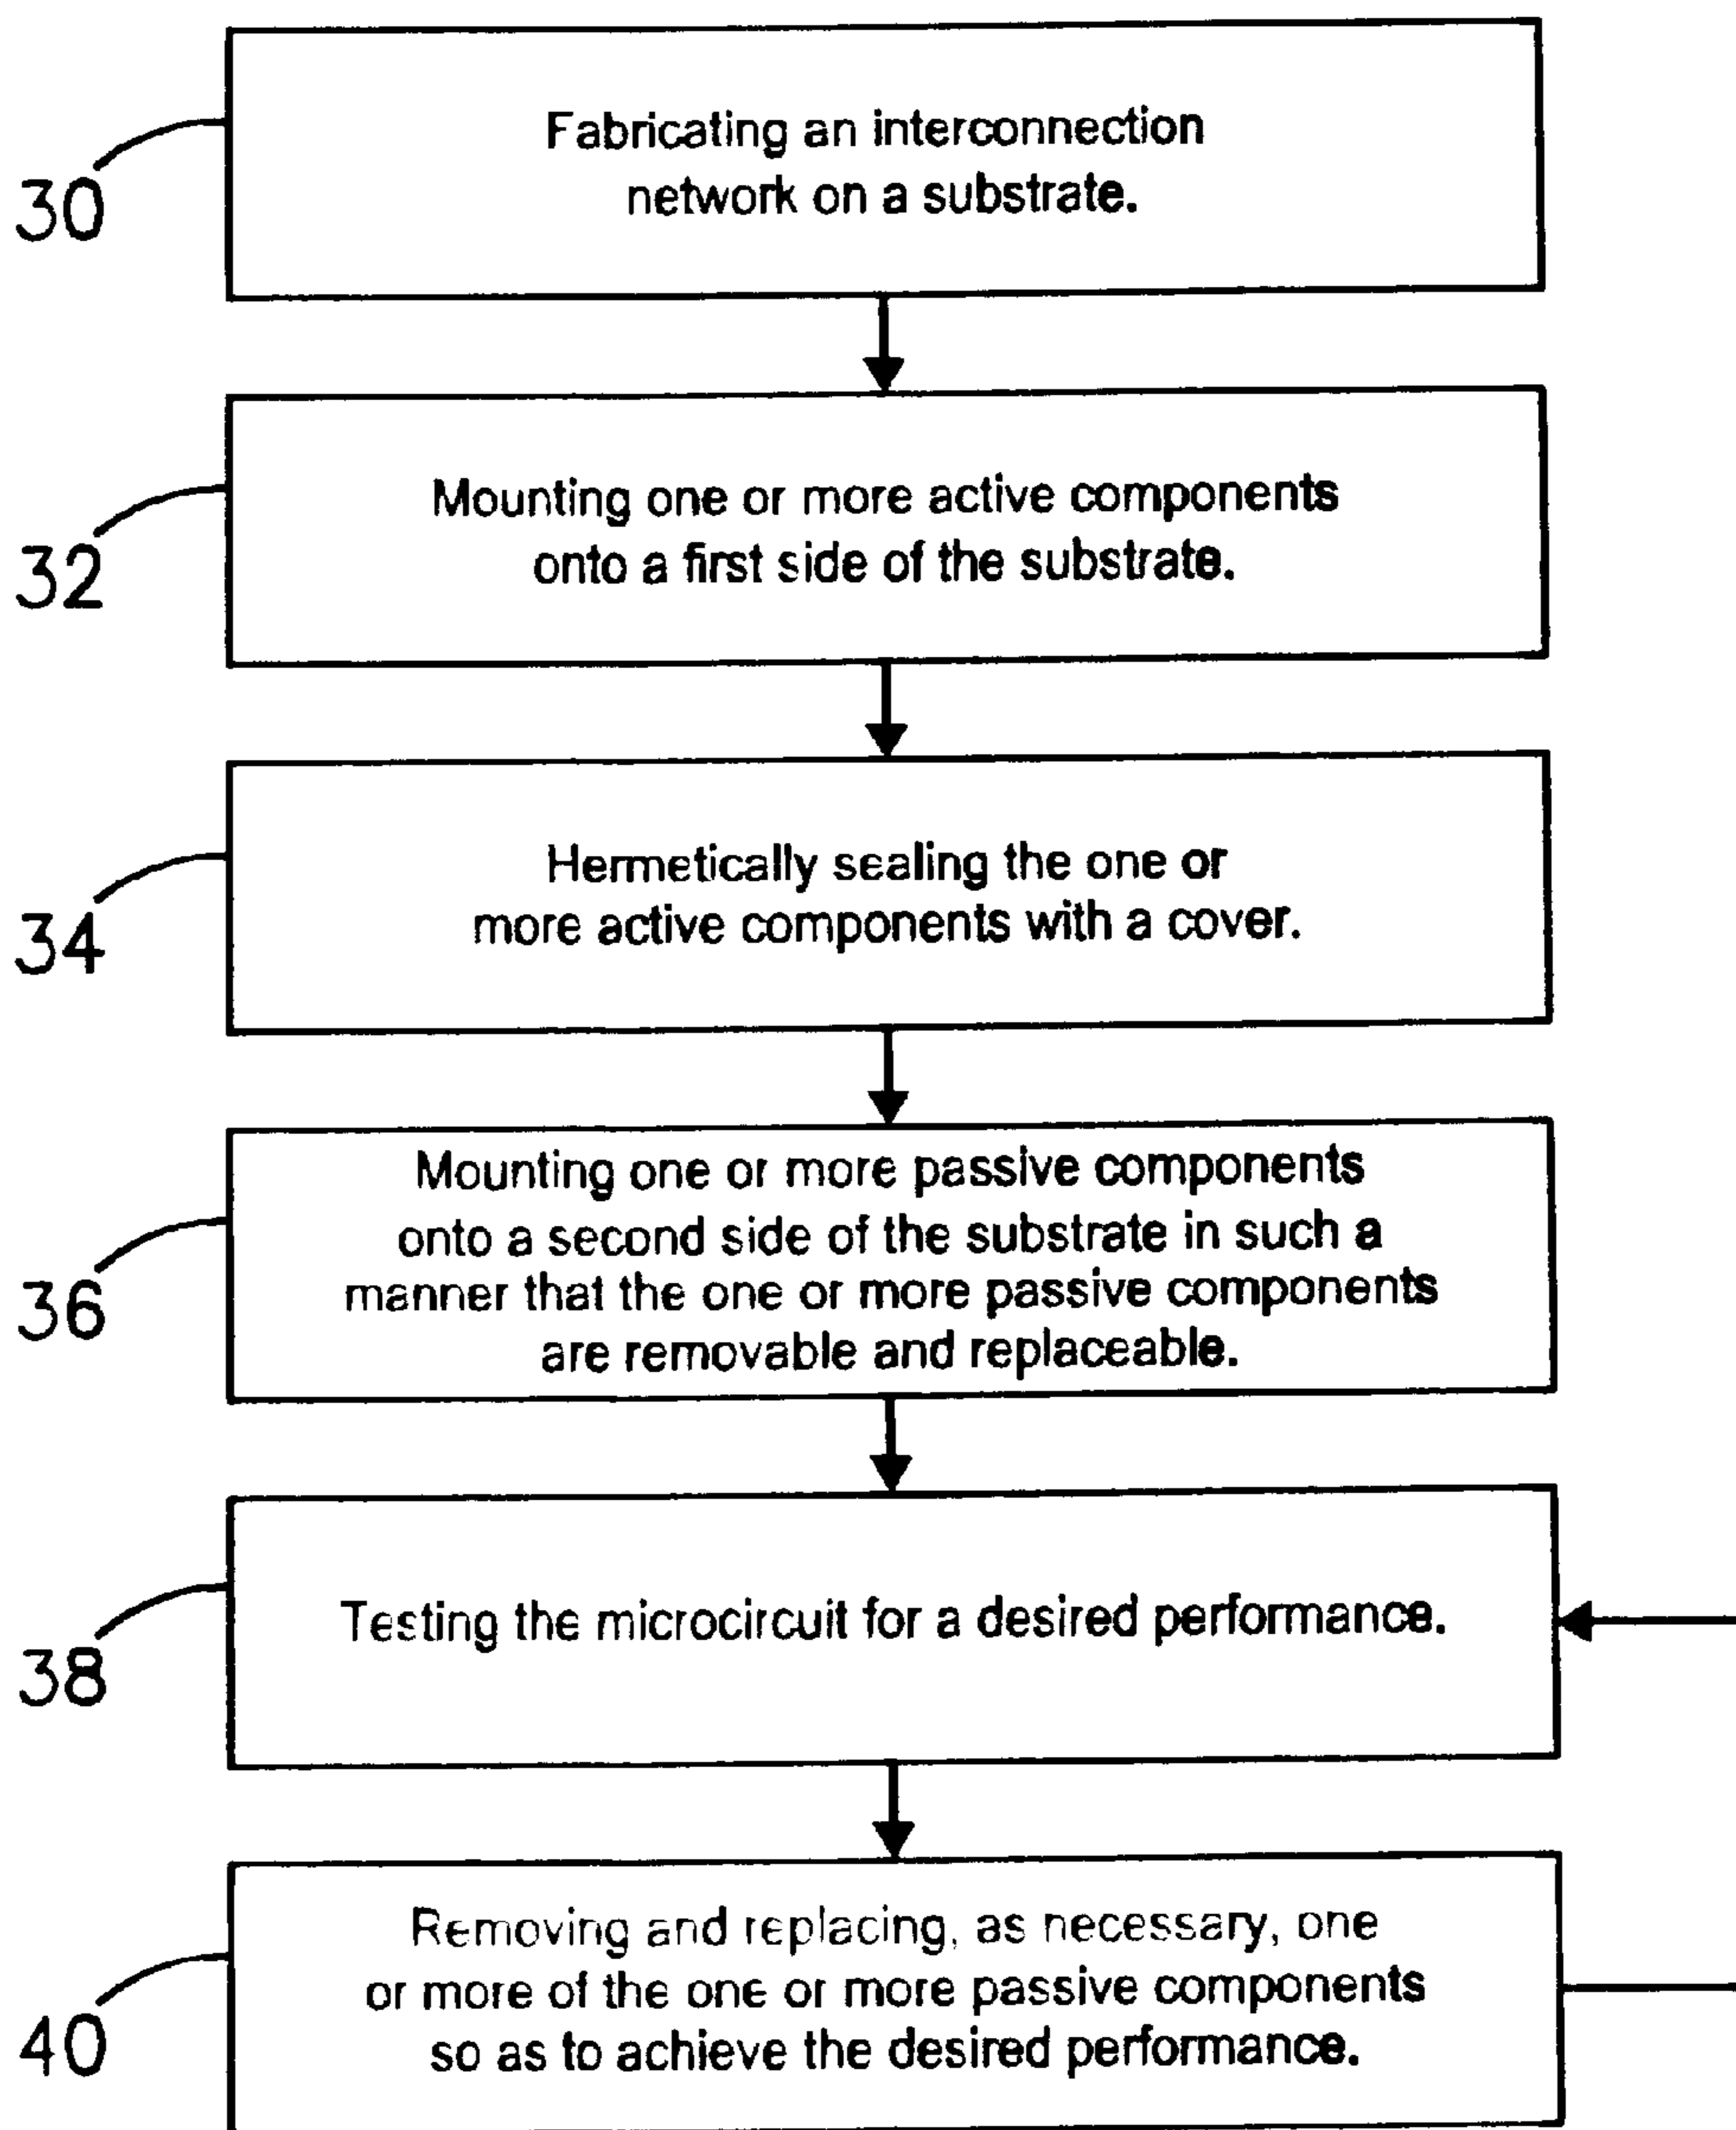 Fabricating an interconnection
network on a substrate.
30
Mounting one or more active components
onto a first side of the substrate.
32
Hermetically sealing the one or
more active components with a cover.
34
Mounting one or more passive components
onto a second side of the substrate in such a
manner that the one or more passive components
are removable and replaceable.
36
Testing the microcircuit for a desired performance.
38
Removing and replacing, as necessary, one
or more of the one or more passive components
so as to achieve the desired performance.
40